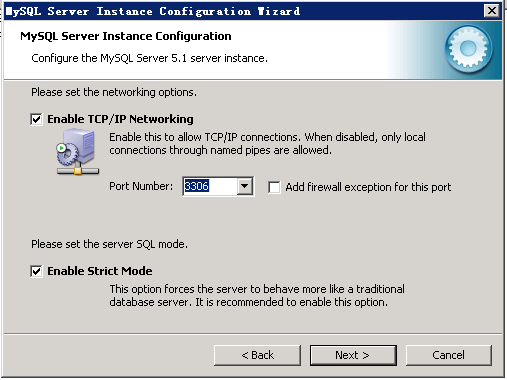 MySQL Server Instance Configuration Wizard
MySQL Server Instance Configuration
Configure the MySQL Server 5.1 server instance.
Please set the networking options.
Enable TCP/IP Networking
Enable this to allow TCP/IP connections. When disabled, only local
connections through named pipes are allowed.
Port Number: 3306 Add firewall exception for this port
Please set the server SQL mode.
Enable Strict Mode
This option forces the server to behave more like a traditional
database server. It is recommended to enable this option.
< Back Next > Cancel